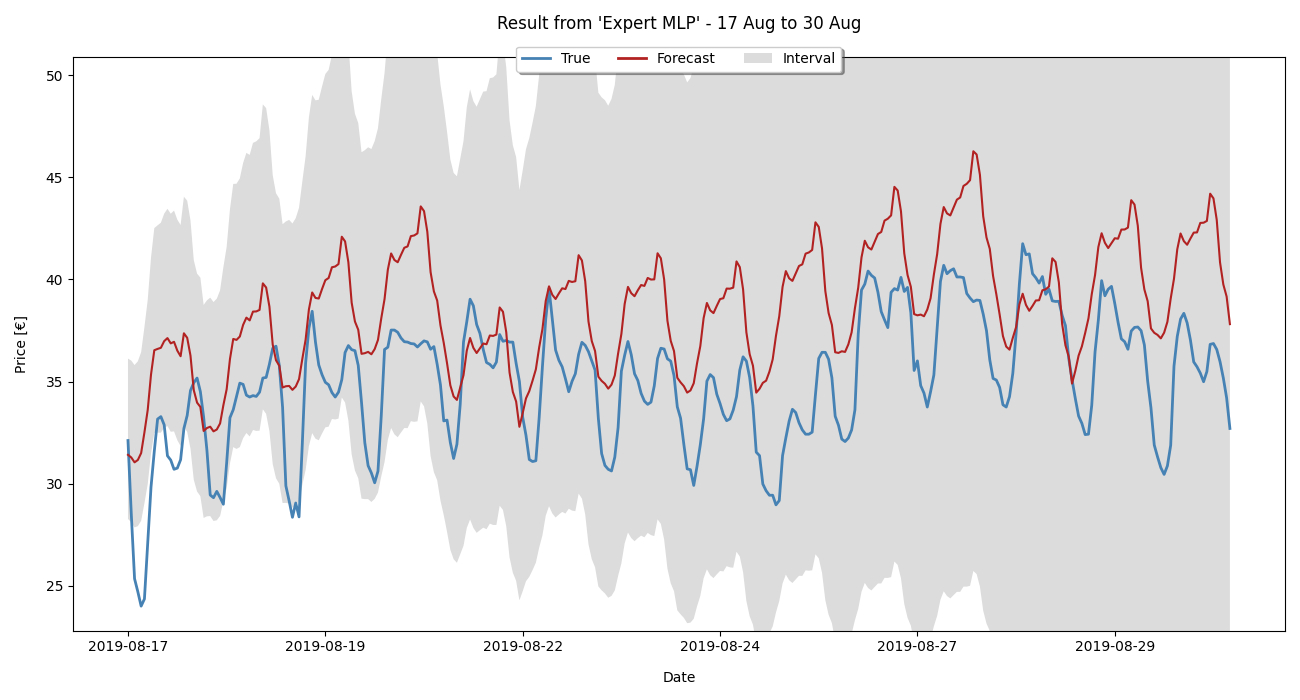 Result from 'Expert MLP' - 17 Aug to 30 Aug
True Forecast Interval
50
45
40
35
30
25
Price [€]
2019-08-17 2019-08-19 2019-08-22 2019-08-24 2019-08-27 2019-08-29
Date